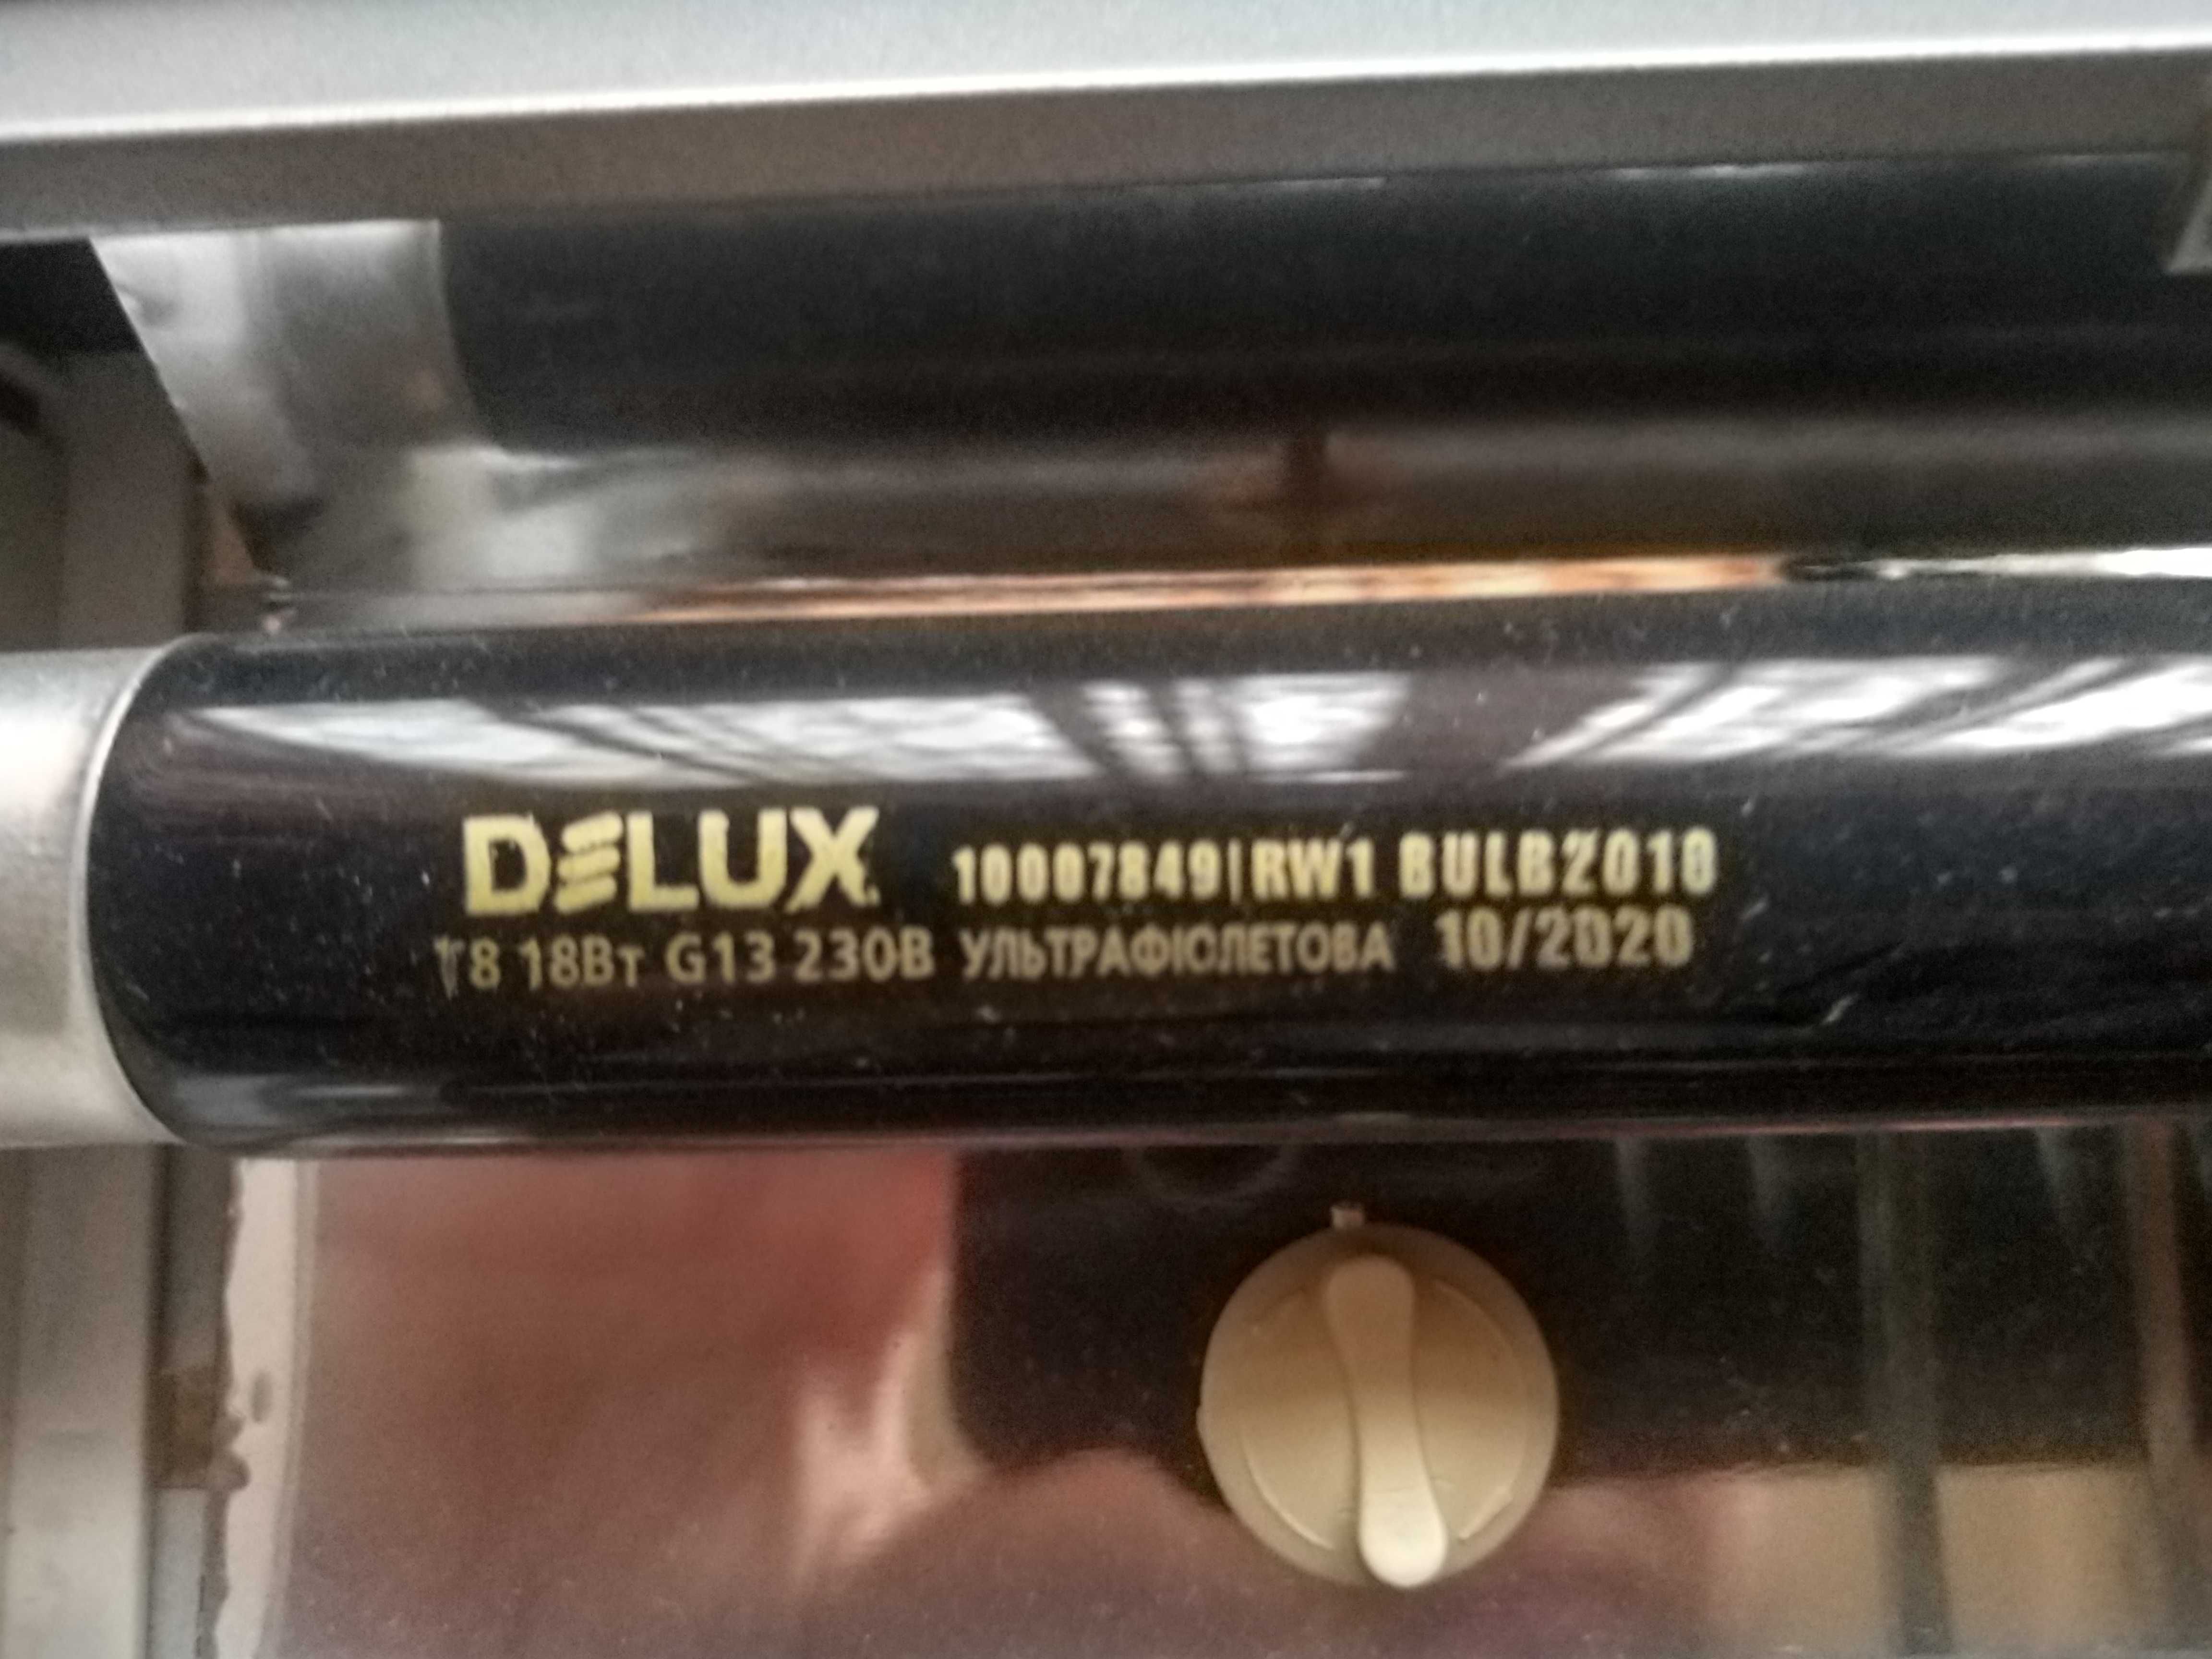 DELUX 10007849|RW1 BULB2010
T8 18Вт G13 230В УЛЬТРАФІОЛЕТОВА 10/2020